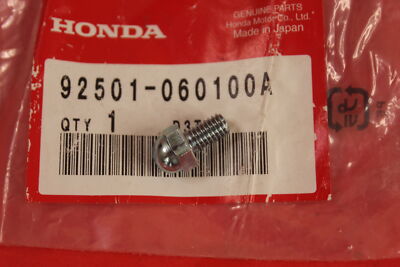 HONDA
GENUINE PARTS
Honda Motor Co., Ltd.
Made in Japan
92501-060100A
QTY 1